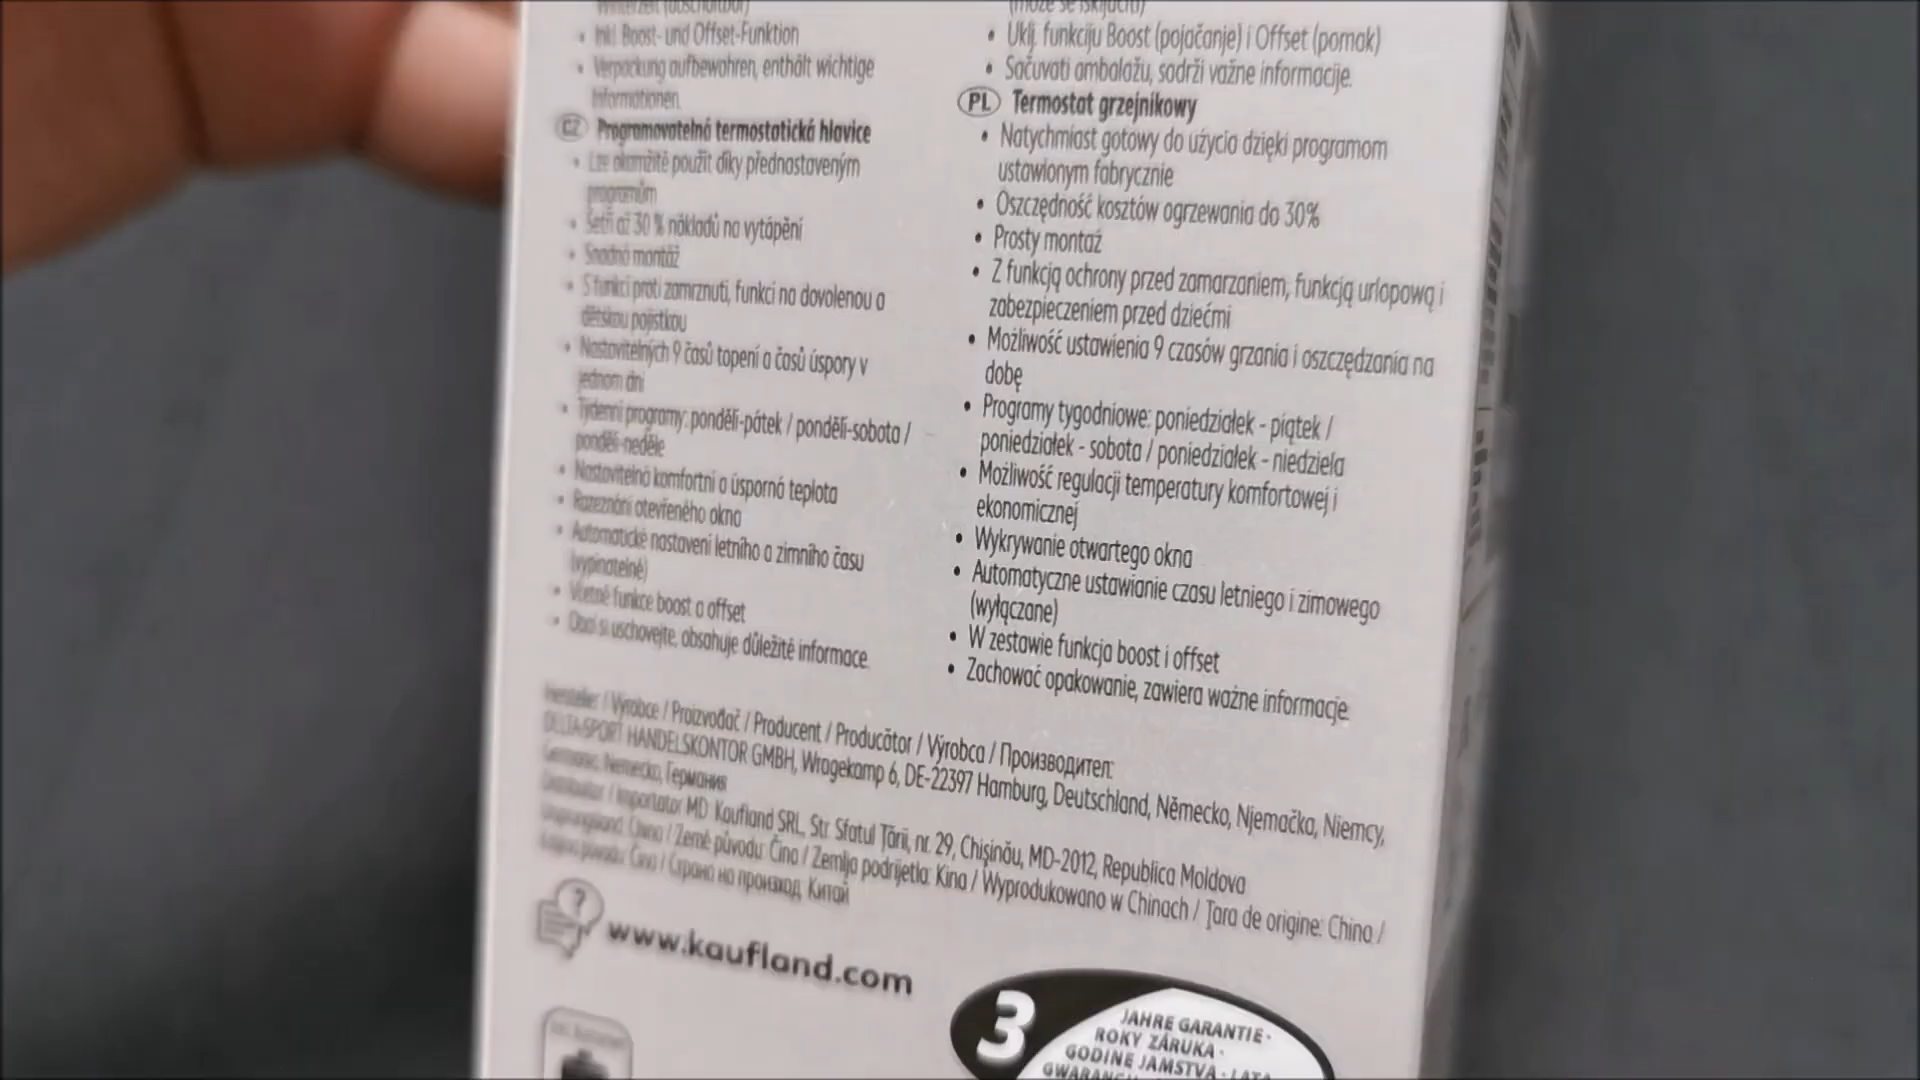 Winterzeit (abschaltbar)
• Inkl. Boost- und Offset-Funktion
• Verpackung aufbewahren, enthält wichtige
Informationen.
CZ Programovatelná termostatická hlavice
• Lze okamžitě použít díky přednastaveným
programům
• Šetří až 30 % nákladů na vytápění
• Snadná montáž
• S funkcí proti zamrznutí, funkcí na dovolenou a
dětskou pojistkou
• Nastavitelných 9 časů topení a časů úspory v
jednom dni
• Týdenní programy: pondělí-pátek / pondělí-sobota /
pondělí-neděle
• Nastavitelná komfortní a úsporná teplota
• Rozeznání otevřeného okna
• Automatické nastavení letního a zimního času
(vypínatelné)
• Včetně funkce boost a offset
• Obal si uschovejte, obsahuje důležité informace.
(može se isključiti)
• Uklj. funkciju Boost (pojačanje) i Offset (pomak)
• Sačuvati ambalažu, sadrži važne informacije.
PL Termostat grzejnikowy
• Natychmiast gotowy do użycia dzięki programom
ustawionym fabrycznie
• Oszczędność kosztów ogrzewania do 30%
• Prosty montaż
• Z funkcją ochrony przed zamarzaniem, funkcją urlopową i
zabezpieczeniem przed dziećmi
• Możliwość ustawienia 9 czasów grzania i oszczędzania na
dobę
• Programy tygodniowe: poniedziałek - piątek /
poniedziałek - sobota / poniedziałek - niedziela
• Możliwość regulacji temperatury komfortowej i
ekonomicznej
• Wykrywanie otwartego okna
• Automatyczne ustawianie czasu letniego i zimowego
(wyłączane)
• W zestawie funkcja boost i offset
• Zachować opakowanie, zawiera ważne informacje.
Hersteller / Výrobce / Proizvođač / Producent / Producător / Výrobca / Производител:
DELTA-SPORT HANDELSKONTOR GMBH, Wragekamp 6, DE-22397 Hamburg, Deutschland, Německo, Njemačka, Niemcy,
Germania, Nemecko, Германия
Distribuitor / Importator MD: Kaufland SRL, Str. Sfatul Țării, nr. 29, Chișinău, MD-2012, Republica Moldova
Ursprungsland: China / Země původu: Čína / Zemlja podrijetla: Kina / Wyprodukowano w Chinach / Țara de origine: China /
Krajina pôvodu: Čína / Страна на произход: Китай
www.kaufland.com
3
JAHRE GARANTIE ·
ROKY ZÁRUKA ·
GODINE JAMSTVA · LATA